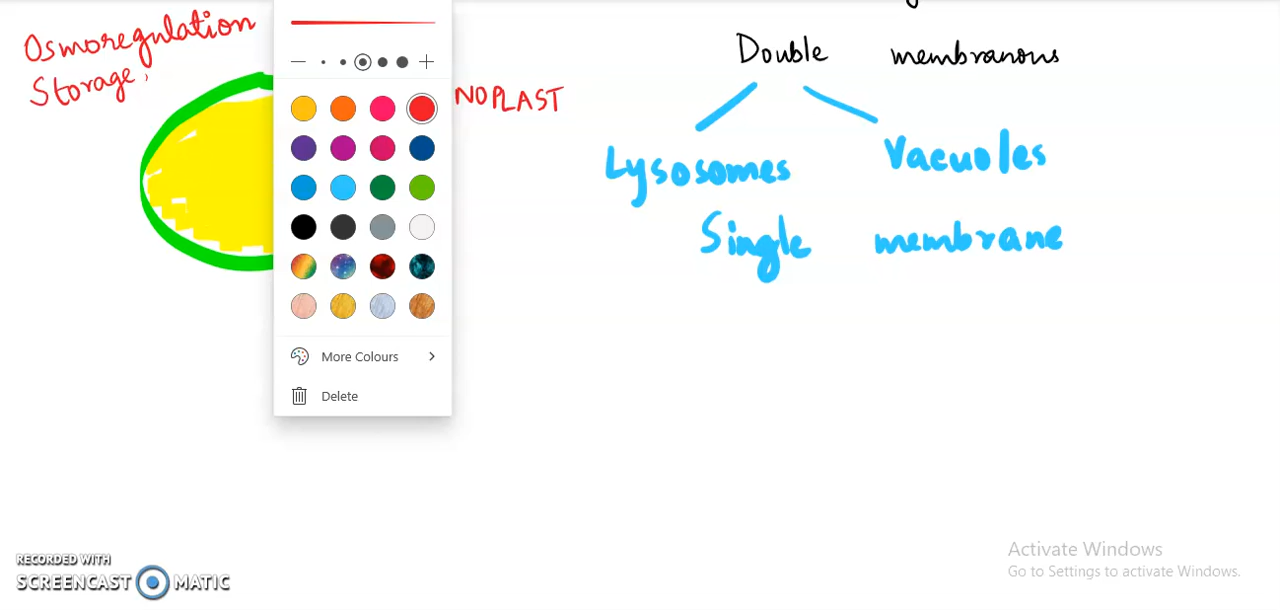 Osmoregulation
Storage,
NOPLAST
Double membranous
Lysosomes Vacuoles
Single membrane
More Colours
Delete
Activate Windows
Go to Settings to activate Windows.
RECORDED WITH
SCREENCAST MATIC